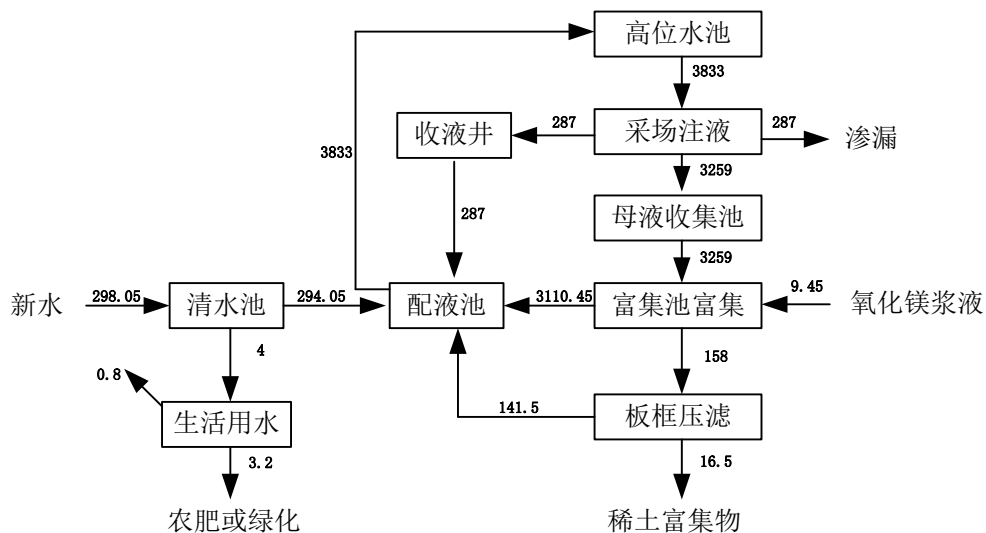 高位水池
3833
收液井
287
采场注液
287
渗漏
3833
3259
287
母液收集池
3259
新水
298.05
清水池
294.05
配液池
3110.45
富集池富集
9.45
氧化镁浆液
4
158
0.8
生活用水
141.5
板框压滤
3.2
16.5
农肥或绿化
稀土富集物